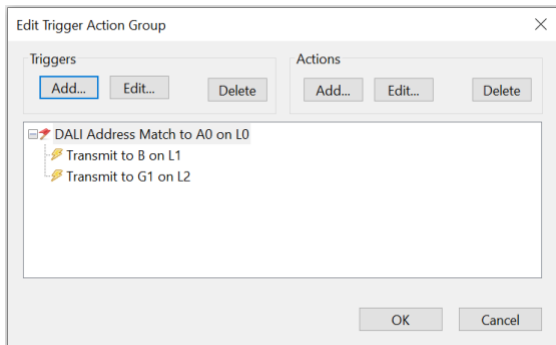 Edit Trigger Action Group
Triggers
Add...
Edit...
Delete
Actions
Add...
Edit...
Delete
DALI Address Match to A0 on L0
Transmit to B on L1
Transmit to G1 on L2
OK
Cancel